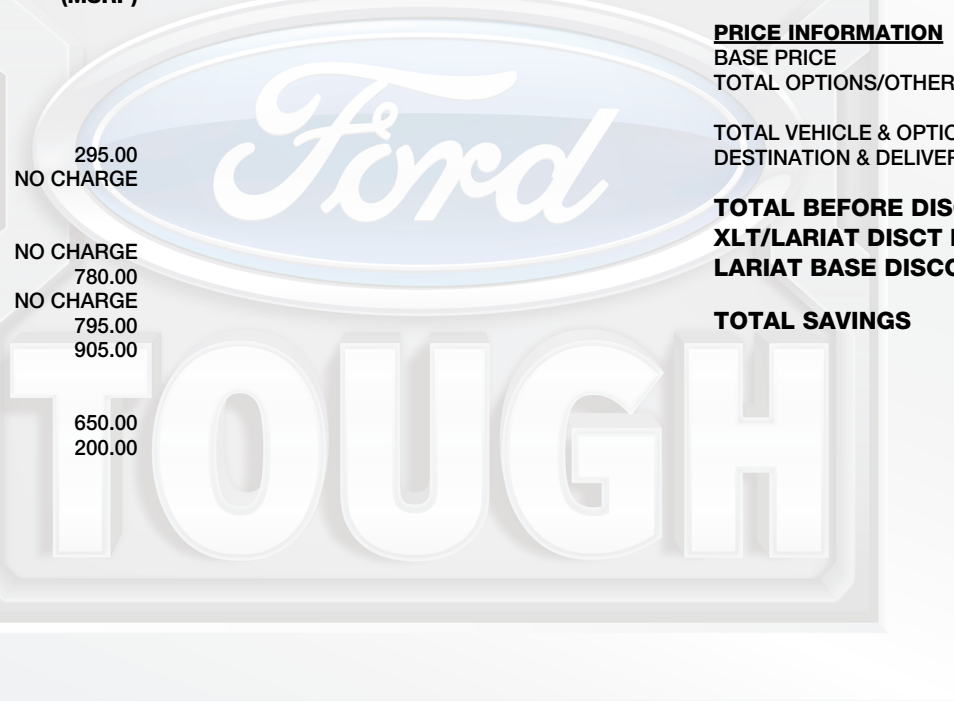 (MSRP)
295.00
NO CHARGE
NO CHARGE
780.00
NO CHARGE
795.00
905.00
650.00
200.00
PRICE INFORMATION
BASE PRICE
TOTAL OPTIONS/OTHER
TOTAL VEHICLE & OPTIO
DESTINATION & DELIVER
TOTAL BEFORE DISC
XLT/LARIAT DISCT
LARIAT BASE DISCO
TOTAL SAVINGS
Ford
TOUGH